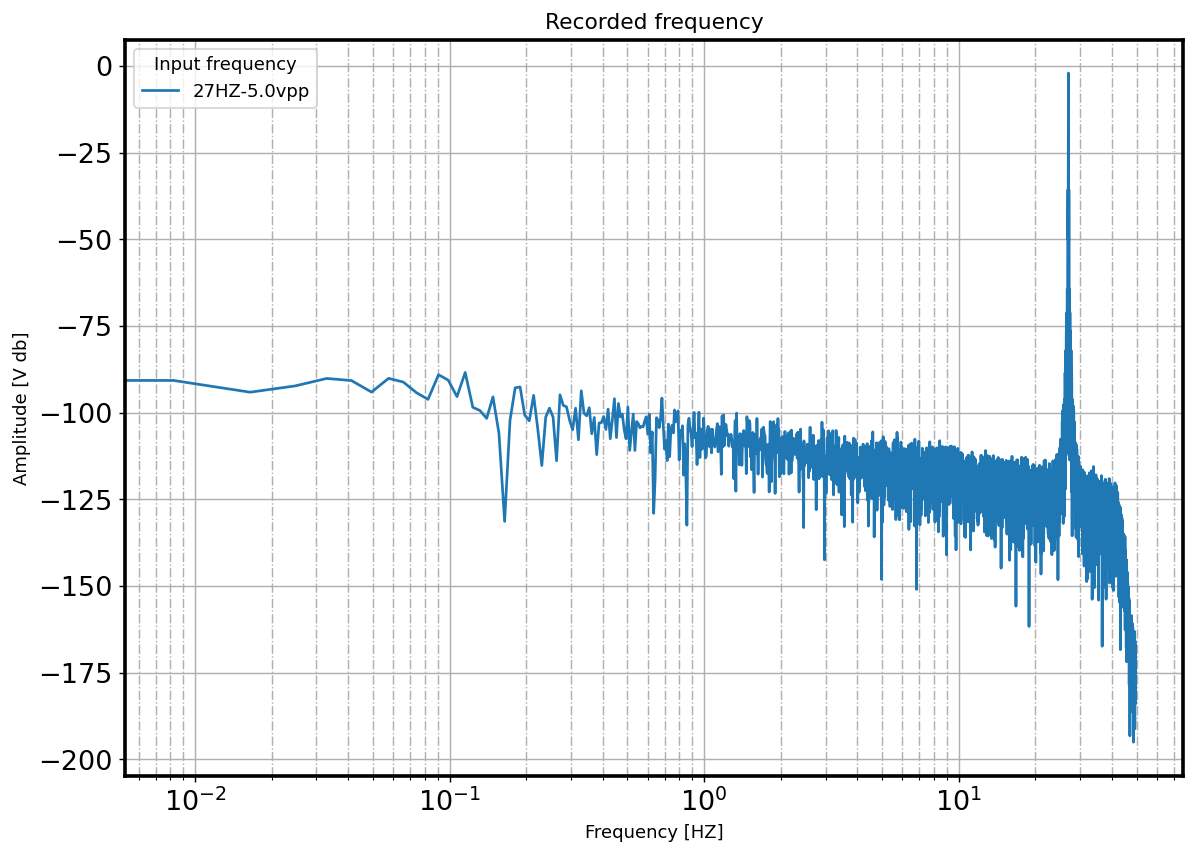 Recorded frequency
Input frequency
27HZ-5.0vpp
Amplitude [V db]
0
−25
−50
−75
−100
−125
−150
−175
−200
10⁻² 10⁻¹ 10⁰ 10¹
Frequency [HZ]